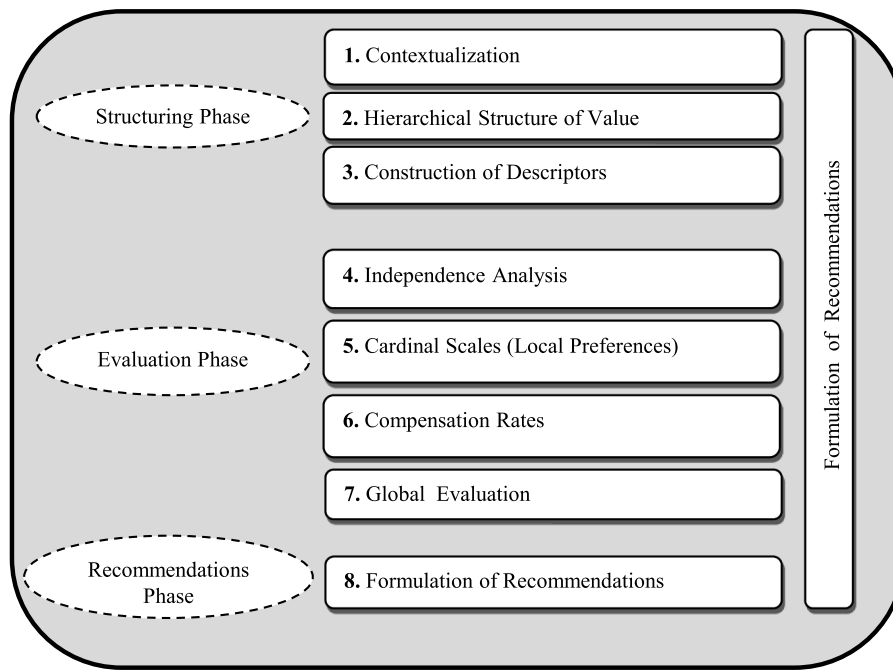 Structuring Phase
1. Contextualization
2. Hierarchical Structure of Value
3. Construction of Descriptors
Evaluation Phase
4. Independence Analysis
5. Cardinal Scales (Local Preferences)
6. Compensation Rates
7. Global Evaluation
Recommendations
Phase
8. Formulation of Recommendations
Formulation of Recommendations